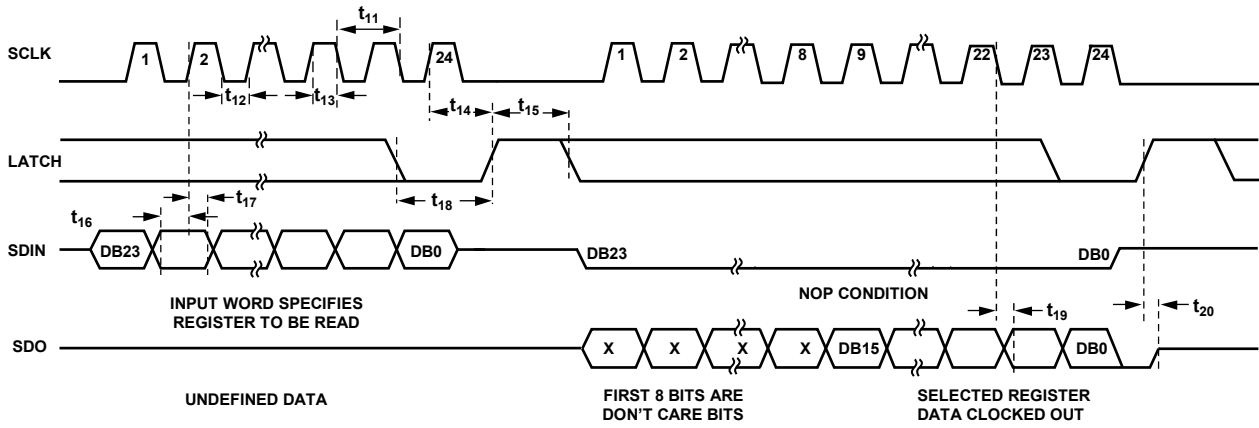 t11
SCLK
1 2 24 1 2 8 9 22 23 24
t12 t13 t14 t15
LATCH
t16 t17 t18
SDIN DB23 DB0 DB23 DB0
INPUT WORD SPECIFIES
REGISTER TO BE READ
NOP CONDITION
t19 t20
SDO X X X X DB15 DB0
UNDEFINED DATA
FIRST 8 BITS ARE
DON'T CARE BITS
SELECTED REGISTER
DATA CLOCKED OUT